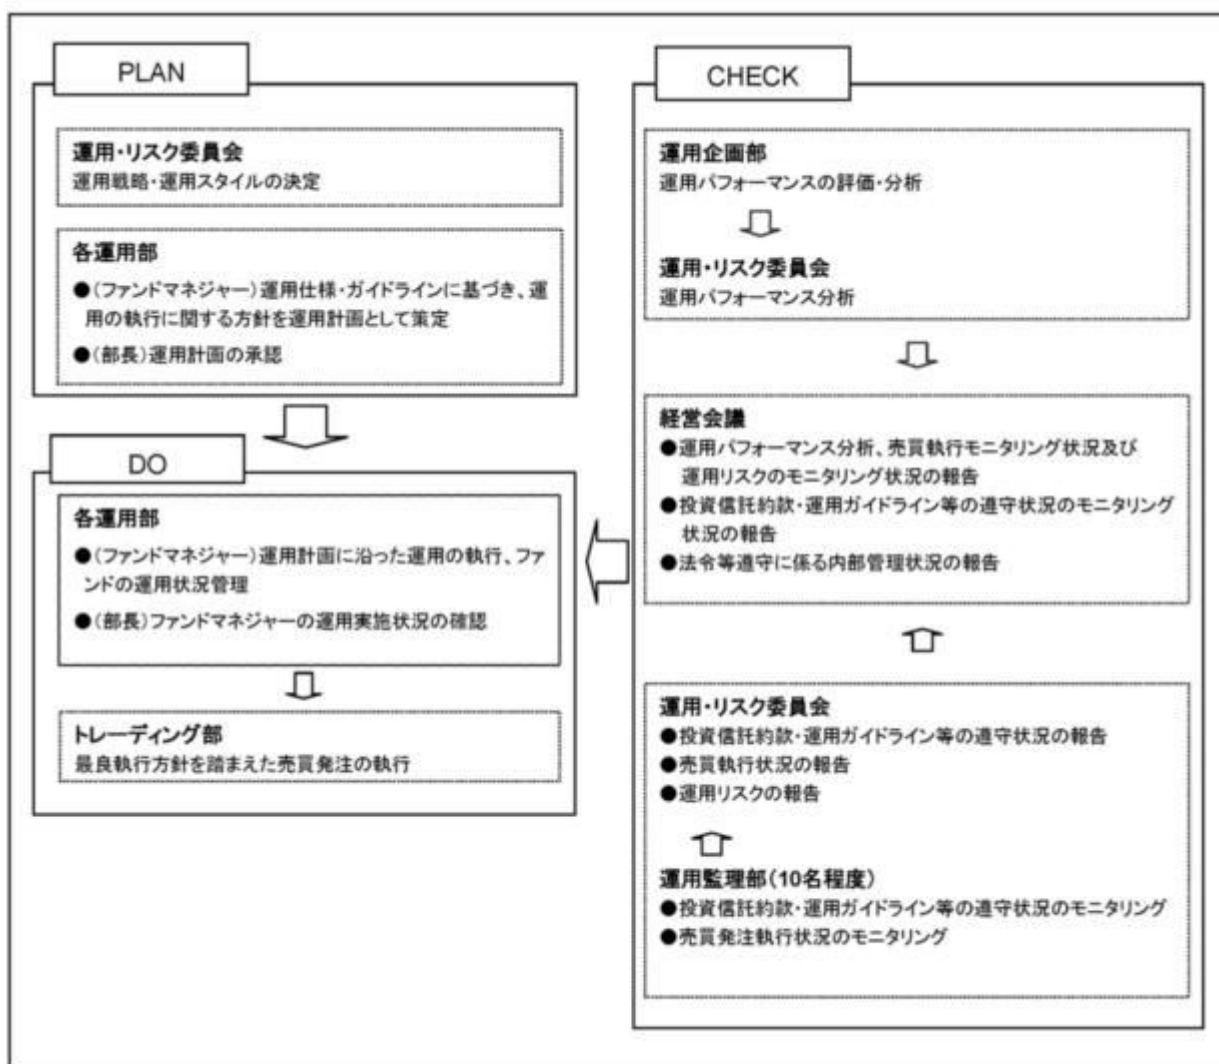 PLAN
運用・リスク委員会
運用戦略・運用スタイルの決定
各運用部
●（ファンドマネジャー）運用仕様・ガイドラインに基づき、運
用の執行に関する方針を運用計画として策定
●（部長）運用計画の承認
DO
各運用部
●（ファンドマネジャー）運用計画に沿った運用の執行、ファ
ンドの運用状況管理
●（部長）ファンドマネジャーの運用実施状況の確認
トレーディング部
最良執行方針を踏まえた売買発注の執行
CHECK
運用企画部
運用パフォーマンスの評価・分析
運用・リスク委員会
運用パフォーマンス分析
経営会議
●運用パフォーマンス分析、売買執行モニタリング状況及び
運用リスクのモニタリング状況の報告
●投資信託約款・運用ガイドライン等の遵守状況のモニタリング
状況の報告
●法令等遵守に係る内部管理状況の報告
運用・リスク委員会
●投資信託約款・運用ガイドライン等の遵守状況の報告
●売買執行状況の報告
●運用リスクの報告
運用監理部（10名程度）
●投資信託約款・運用ガイドライン等の遵守状況のモニタリング
●売買発注執行状況のモニタリング